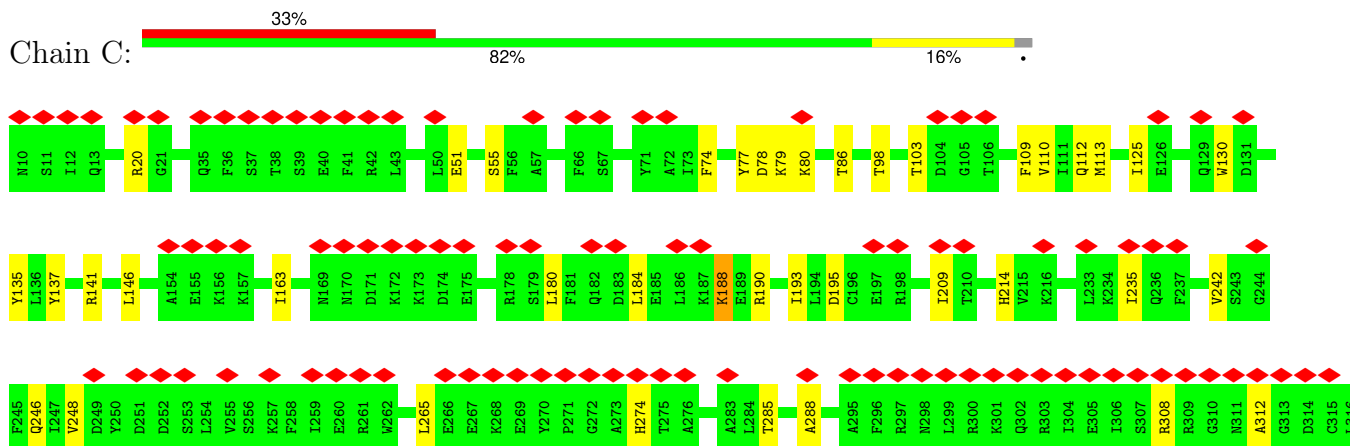 33%
Chain C:
82% 16% •
N10 S11 I12 Q13 R20 G21 Q35 F36 S37 T38 S39 E40 F41 R42 L43 L50 E51 S55 F56 A57 F66 S67 Y71 A72 I73 F74 Y77 D78 K79 K80 T86 T98 T103 D104 G105 T106 F109 V110 I111 Q112 M113 I125 E126 Q129 W130 D131
Y135 L136 Y137 R141 L146 A154 E155 K156 K157 I163 N169 N170 D171 K172 K173 D174 E175 R178 S179 L180 F181 Q182 D183 L184 E185 L186 K187 K188 E189 R190 I193 L194 D195 C196 E197 R198 I209 T210 H214 V215 K216 L233 K234 I235 Q236 F237 V242 S243 G244
F245 Q246 I247 V248 D249 Y250 D251 D252 S253 L254 V255 S256 K257 F258 I259 E260 R261 W262 L265 E266 E267 K268 E269 Y270 P271 G272 A273 H274 T275 A276 A283 L284 T285 A288 A295 F296 R297 N298 L299 R300 K301 Q302 R303 I304 E305 I306 S307 R308 R309 G310 N311 A312 G313 D314 C315 L316